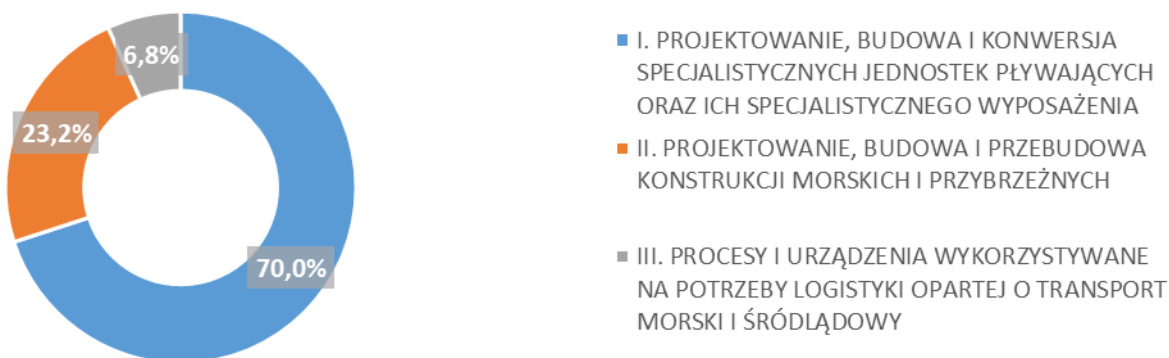 6,8%
23,2%
70,0%
I. PROJEKTOWANIE, BUDOWA I KONWERSJA
SPECJALISTYCZNYCH JEDNOSTEK PŁYWAJĄCYCH
ORAZ ICH SPECJALISTYCZNEGO WYPOSAŻENIA
II. PROJEKTOWANIE, BUDOWA I PRZEBUDOWA
KONSTRUKCJI MORSKICH I PRZYBRZEŻNYCH
III. PROCESY I URZĄDZENIA WYKORZYSTYWANE
NA POTRZEBY LOGISTYKI OPARTEJ O TRANSPORT
MORSKI I ŚRÓDLĄDOWY